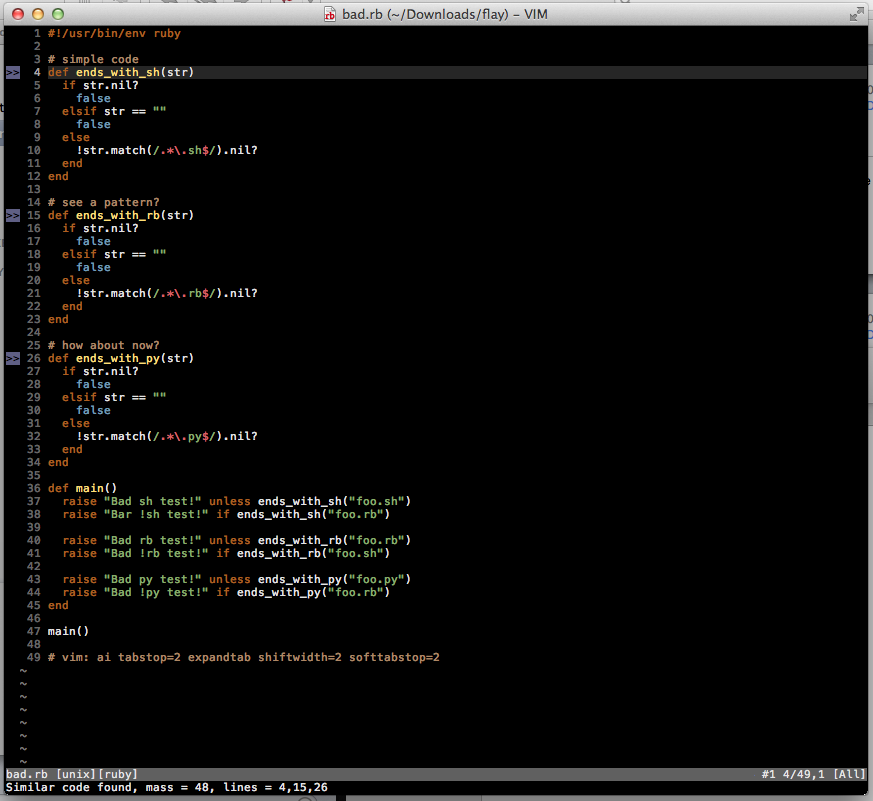 bad.rb (~/Downloads/flay) – VIM
1 #!/usr/bin/env ruby
2
3 # simple code
>> 4 def ends_with_sh(str)
5   if str.nil?
6     false
7   elsif str == ""
8     false
9   else
10     !str.match(/.*\.sh$/).nil?
11   end
12 end
13
14 # see a pattern?
>> 15 def ends_with_rb(str)
16   if str.nil?
17     false
18   elsif str == ""
19     false
20   else
21     !str.match(/.*\.rb$/).nil?
22   end
23 end
24
25 # how about now?
>> 26 def ends_with_py(str)
27   if str.nil?
28     false
29   elsif str == ""
30     false
31   else
32     !str.match(/.*\.py$/).nil?
33   end
34 end
35
36 def main()
37   raise "Bad sh test!" unless ends_with_sh("foo.sh")
38   raise "Bar !sh test!" if ends_with_sh("foo.rb")
39
40   raise "Bad rb test!" unless ends_with_rb("foo.rb")
41   raise "Bad !rb test!" if ends_with_rb("foo.sh")
42
43   raise "Bad py test!" unless ends_with_py("foo.py")
44   raise "Bad !py test!" if ends_with_py("foo.rb")
45 end
46
47 main()
48
49 # vim: ai tabstop=2 expandtab shiftwidth=2 softtabstop=2
~
~
~
~
~
~
~
~
bad.rb [unix][ruby] #1 4/49,1 [All]
Similar code found, mass = 48, lines = 4,15,26